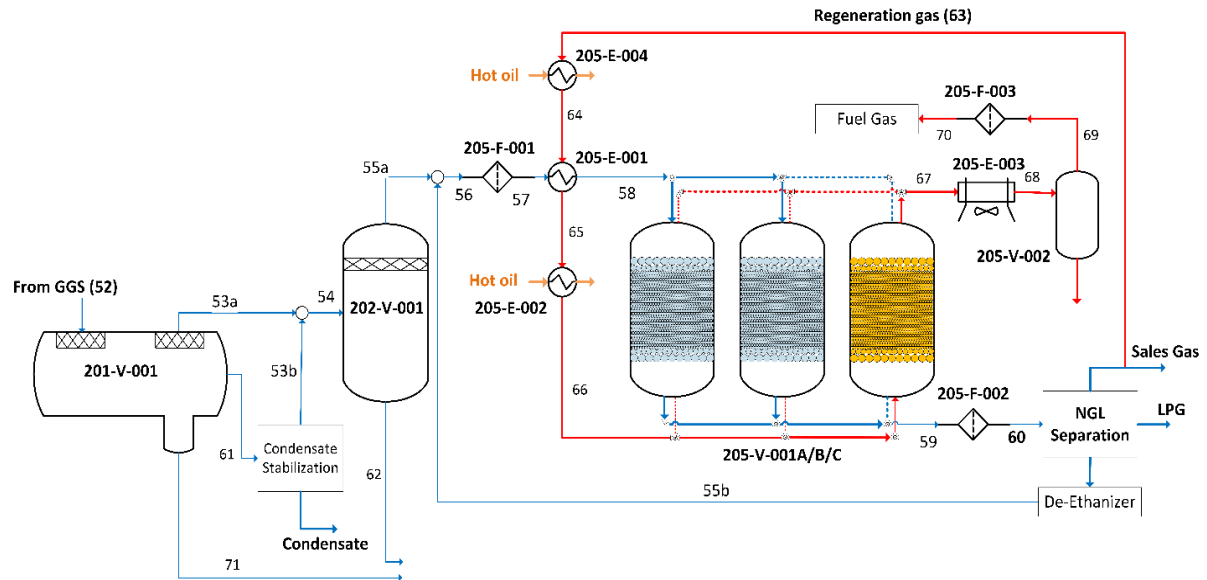 Regeneration gas (63)
205-E-004
Hot oil
64
205-F-003
Fuel Gas
70
69
205-F-001
205-E-001
55a
56
57
58
67
205-E-003
68
205-V-002
65
Hot oil
205-E-002
From GGS (52)
53a
54
202-V-001
201-V-001
53b
66
Sales Gas
205-F-002
NGL
Separation
LPG
59
60
205-V-001A/B/C
61
Condensate
Stabilization
62
55b
De-Ethanizer
Condensate
71